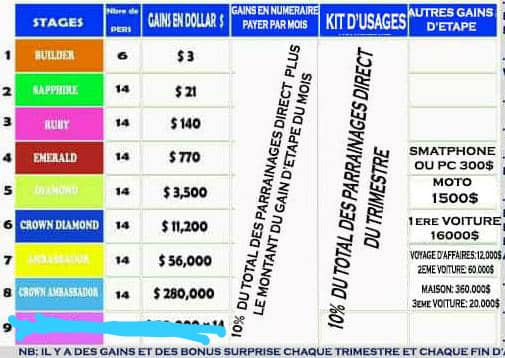 STAGES
Nbre de PERS
GAINS EN DOLLAR $
GAINS EN NUMERAIRE PAYER PAR MOIS
KIT D'USAGES
AUTRES GAINS D'ETAPE
1 BUILDER 6 $ 3
2 SAPPHIRE 14 $ 21
3 RUBY 14 $ 140
4 EMERALD 14 $ 770 SMATPHONE OU PC 300$
5 DIAMOND 14 $ 3,500 MOTO 1500$
6 CROWN DIAMOND 14 $ 11,200 1ERE VOITURE 16000$
7 AMBASSADOR 14 $ 56,000 VOYAGE D'AFFAIRES:12.000$ 2EME VOITURE: 60.000$
8 CROWN AMBASSADOR 14 $ 280,000 MAISON: 360.000$ 3EME VOITURE: 20.000$
9
10% DU TOTAL DES PARRAINAGES DIRECT PLUS
LE MONTANT DU GAIN D'ETAPE DU MOIS
10% DU TOTAL DES PARRAINAGES DIRECT
DU TRIMESTRE
NB: IL Y A DES GAINS ET DES BONUS SURPRISE CHAQUE TRIMESTRE ET CHAQUE FIN D'